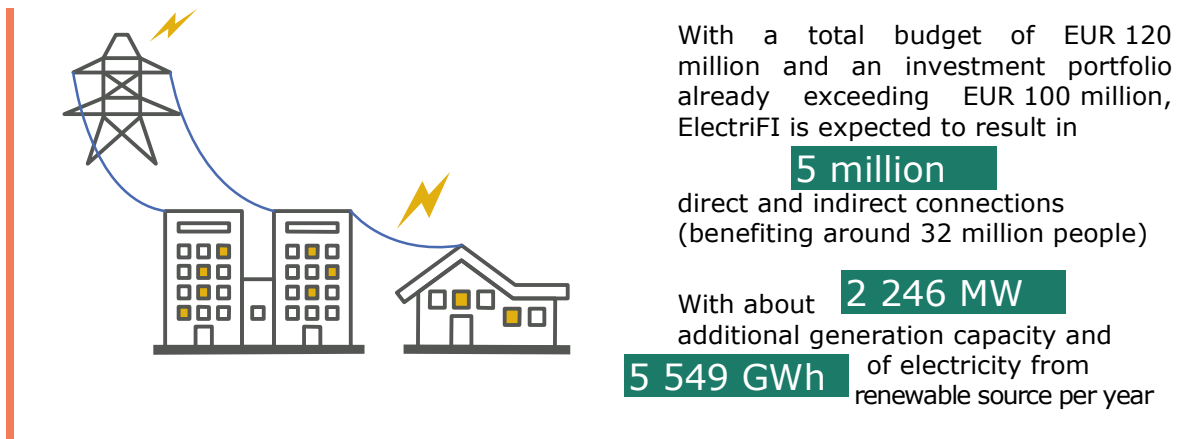 With a total budget of EUR 120
million and an investment portfolio
already exceeding EUR 100 million,
ElectriFI is expected to result in
5 million
direct and indirect connections
(benefiting around 32 million people)
With about 2 246 MW
additional generation capacity and
5 549 GWh of electricity from
renewable source per year